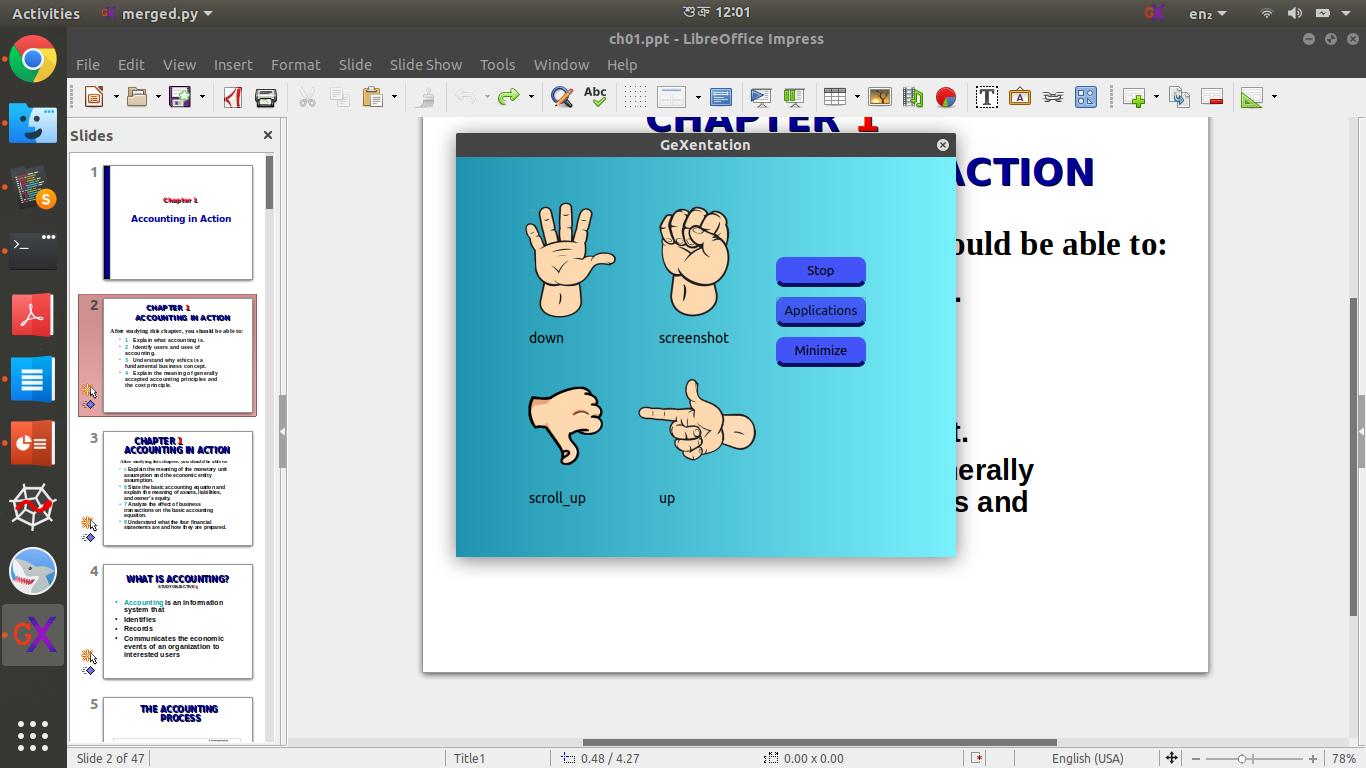 Activities
merged.py
শুক্র 12:01
en₂
ch01.ppt - LibreOffice Impress
File Edit View Insert Format Slide Slide Show Tools Window Help
Abc
Slides
1
Chapter 1
Accounting in Action
2
CHAPTER 1
ACCOUNTING IN ACTION
After studying this chapter, you should be able to:
1 Explain what accounting is.
2 Identify users and uses of
accounting.
3 Understand why ethics is a
fundamental business concept.
4 Explain the meaning of generally
accepted accounting principles and
the cost principle.
3
CHAPTER 1
ACCOUNTING IN ACTION
After studying this chapter, you should be able to:
5 Explain the meaning of the monetary unit
assumption and the economic entity
assumption.
6 State the basic accounting equation and
explain the meaning of assets, liabilities,
and owner's equity.
7 Analyze the effect of business
transactions on the basic accounting
equation.
8 Understand what the four financial
statements are and how they are prepared.
4
WHAT IS ACCOUNTING?
STUDY OBJECTIVE 1
• Accounting is an information
system that
• Identifies
• Records
• Communicates the economic
events of an organization to
interested users
5
THE ACCOUNTING
PROCESS
CHAPTER 1
ACTION
ould be able to:
t.
nerally
s and
GeXentation
down
screenshot
scroll_up
up
Stop
Applications
Minimize
GX
Slide 2 of 47
Title1
0.48 / 4.27
0.00 x 0.00
English (USA)
78%